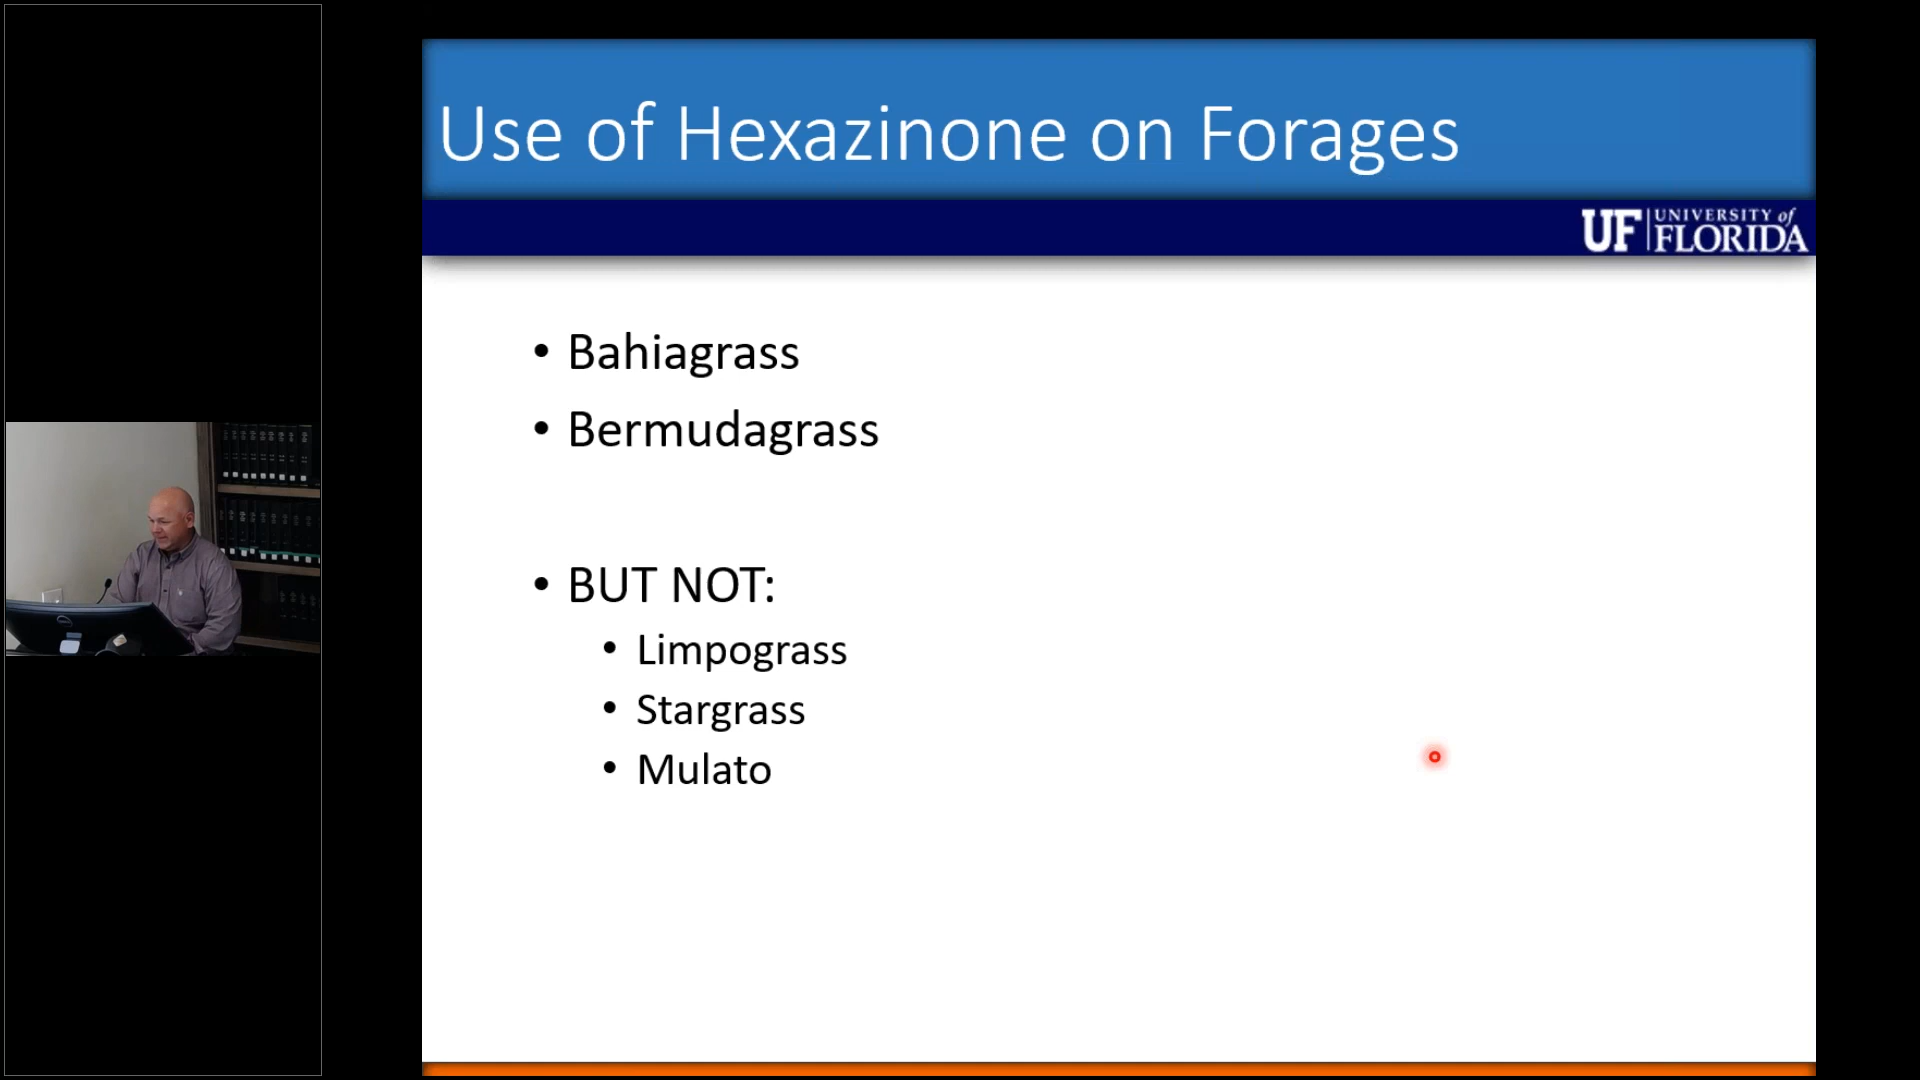 Use of Hexazinone on Forages
UF UNIVERSITY of
FLORIDA
• Bahiagrass
• Bermudagrass
• BUT NOT:
• Limpograss
• Stargrass
• Mulato